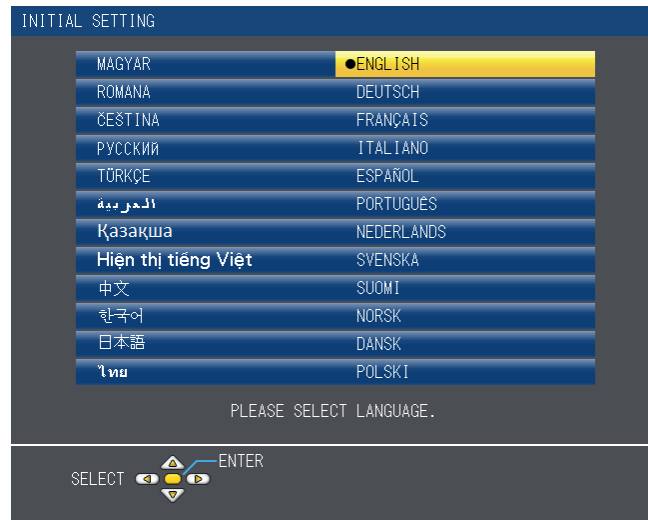 INITIAL SETTING
MAGYAR ●ENGLISH
ROMANA DEUTSCH
ČEŠTINA FRANÇAIS
РУССКИЙ ITALIANO
TÜRKÇE ESPAÑOL
العربية PORTUGUÊS
Қазақша NEDERLANDS
Hiện thị tiếng Việt SVENSKA
中文 SUOMI
한국어 NORSK
日本語 DANSK
ไทย POLSKI
PLEASE SELECT LANGUAGE.
ENTER
SELECT